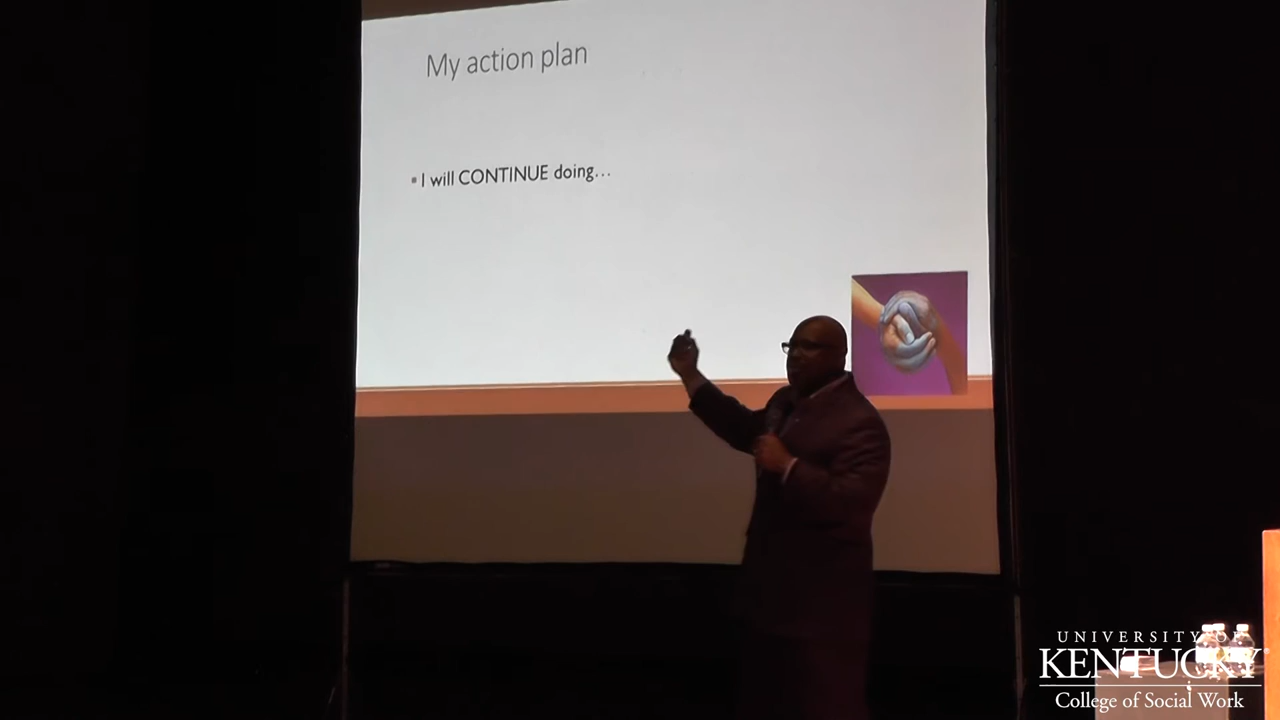 My action plan
• I will CONTINUE doing…
UNIVERSITY OF
KENTUCKY®
College of Social Work